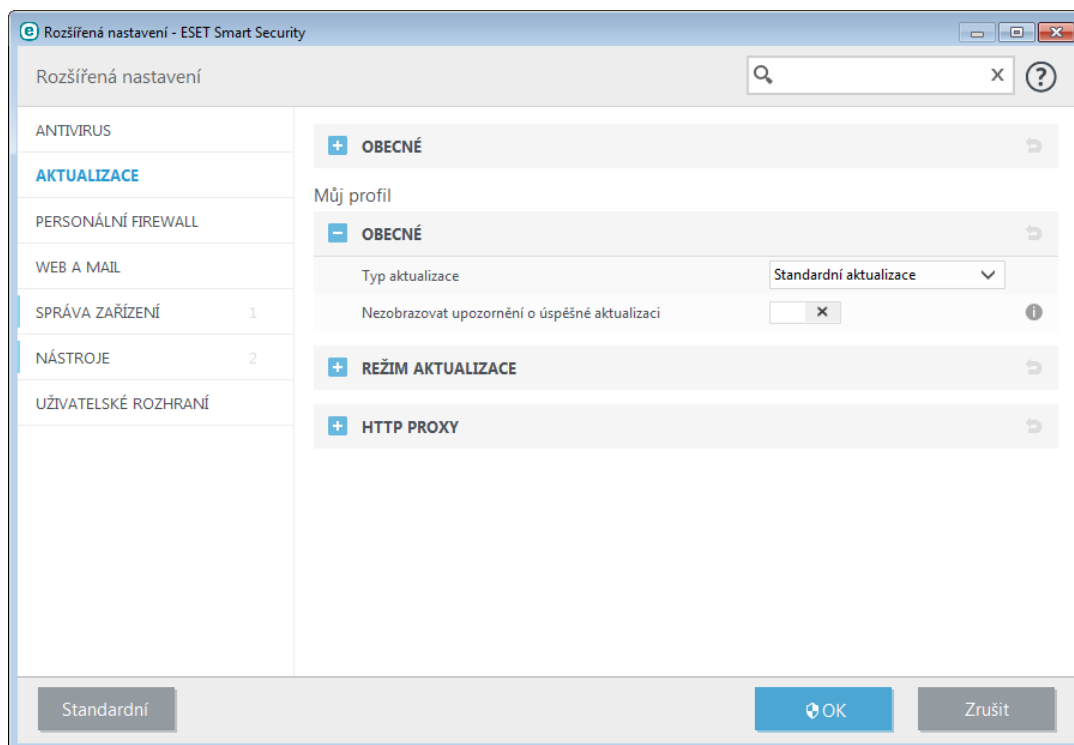 Rozšířená nastavení - ESET Smart Security
Rozšířená nastavení
ANTIVIRUS
AKTUALIZACE
PERSONÁLNÍ FIREWALL
WEB A MAIL
SPRÁVA ZAŘÍZENÍ 1
NÁSTROJE 2
UŽIVATELSKÉ ROZHRANÍ
OBECNÉ
Můj profil
OBECNÉ
Typ aktualizace Standardní aktualizace
Nezobrazovat upozornění o úspěšné aktualizaci
REŽIM AKTUALIZACE
HTTP PROXY
Standardní OK Zrušit